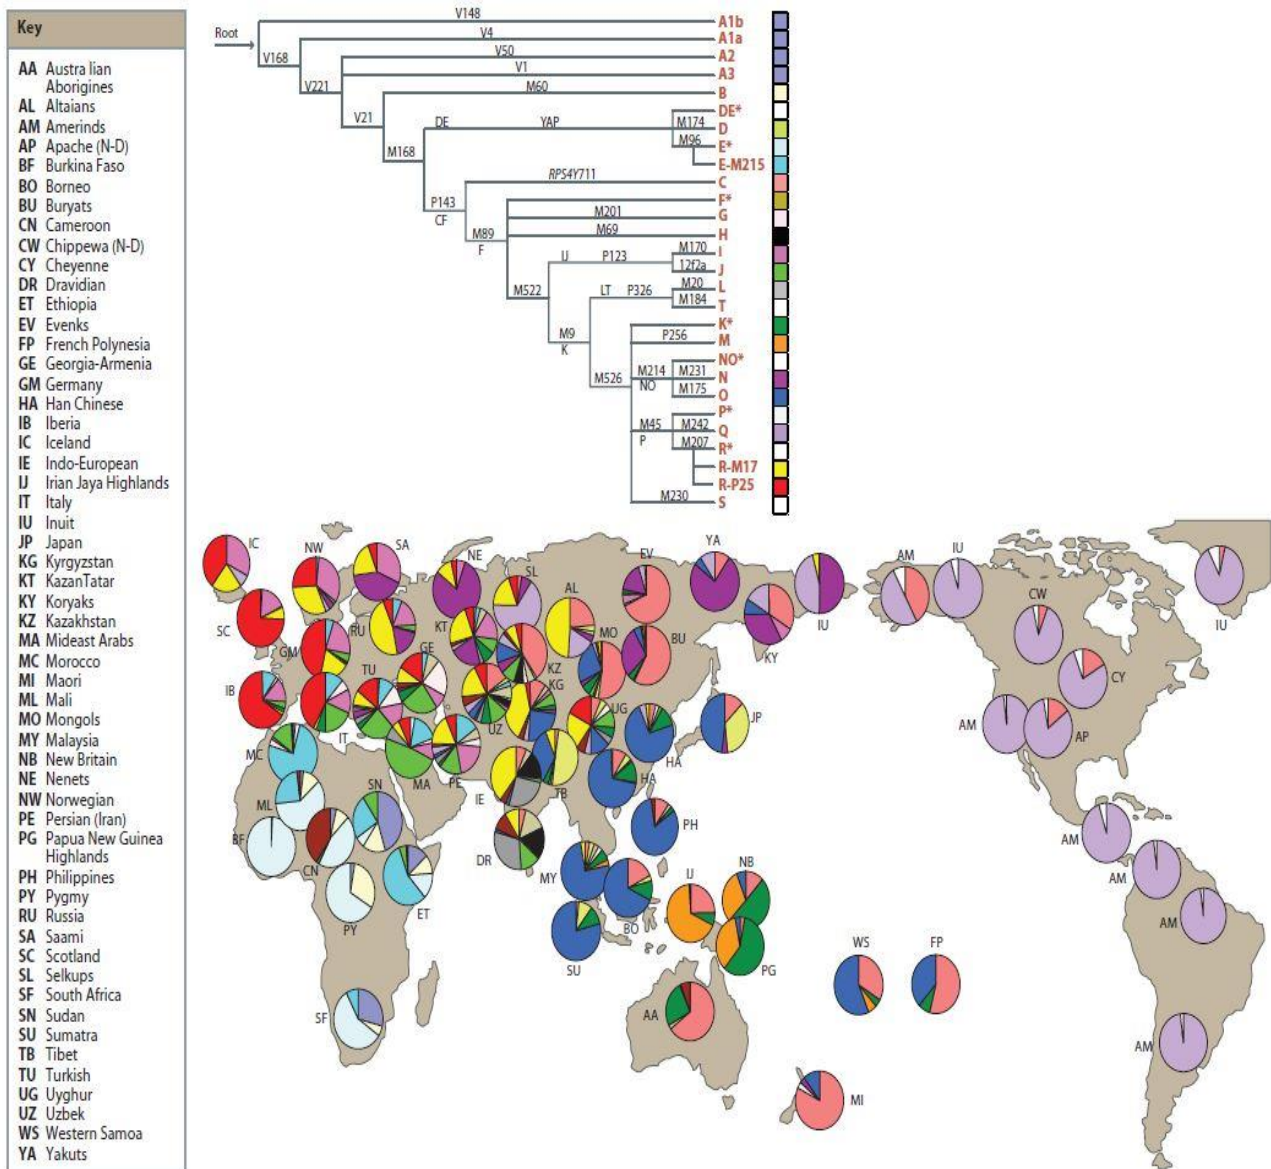 Key
AA Austra lian
Aborigines
AL Altaians
AM Amerinds
AP Apache (N-D)
BF Burkina Faso
BO Borneo
BU Buryats
CN Cameroon
CW Chippewa (N-D)
CY Cheyenne
DR Dravidian
ET Ethiopia
EV Evenks
FP French Polynesia
GE Georgia-Armenia
GM Germany
HA Han Chinese
IB Iberia
IC Iceland
IE Indo-European
IJ Irian Jaya Highlands
IT Italy
IU Inuit
JP Japan
KG Kyrgyzstan
KT KazanTatar
KY Koryaks
KZ Kazakhstan
MA Mideast Arabs
MC Morocco
MI Maori
ML Mali
MO Mongols
MY Malaysia
NB New Britain
NE Nenets
NW Norwegian
PE Persian (Iran)
PG Papua New Guinea
Highlands
PH Philippines
PY Pygmy
RU Russia
SA Saami
SC Scotland
SL Selkups
SF South Africa
SN Sudan
SU Sumatra
TB Tibet
TU Turkish
UG Uyghur
UZ Uzbek
WS Western Samoa
YA Yakuts
Root
V148 A1b
V168 V4 A1a
V50 A2
V221 V1 A3
M60 B
V21 DE*
DE YAP M174 D
M96 E*
M168 E-M215
RPS4Y711 C
P143 F*
CF M201 G
M89 M69 H
F IJ P123 M170 I
12f2a J
M522 LT P326 M20 L
M184 T
M9 K*
K P256 M
NO*
M526 M214 M231 N
NO M175 O
P*
M45 M242 Q
P M207 R*
R-M17
R-P25
M230 S
IC
NW
SA
NE
SL
AL
EV
YA
AM
IU
IU
SC
GM
RU
KT
KZ
MO
BU
KY
IU
CW
CY
IB
IT
TU
GE
UZ
KG
UG
JP
AM
AP
MC
MA
PE
IE
TB
HA
HA
ML
SN
BF
CN
DR
PH
AM
PY
ET
MY
BO
IJ
NB
AM
AM
SU
PG
WS
FP
SF
AA
AM
MI